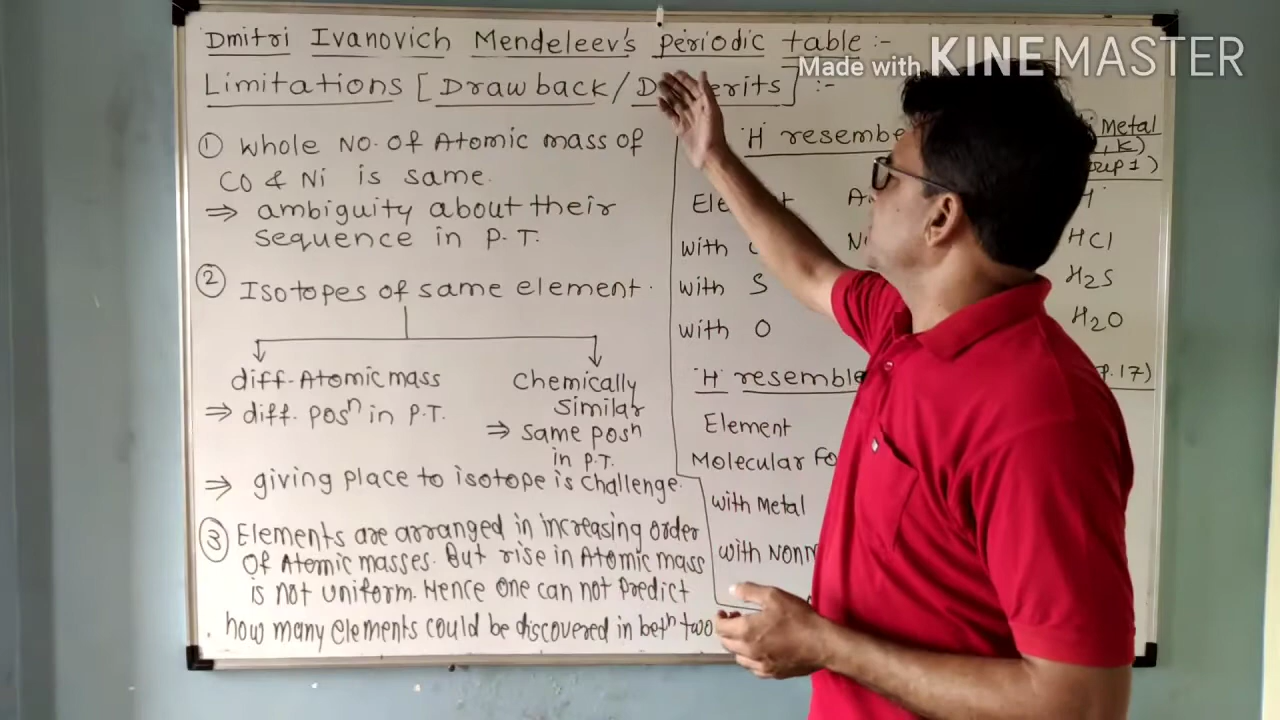 Dmitri Ivanovich Mendeleev's periodic table :-
Made with KINEMASTER
Limitations [Drawback/D erits] :-
① Whole No. of Atomic mass of
Co & Ni is same.
⇒ ambiguity about their
sequence in P.T.
② Isotopes of same element.
diff. Atomic mass
⇒ diff. posⁿ in P.T.
Chemically
similar
⇒ same posⁿ
in P.T.
⇒ giving place to isotope is challenge.
③ Elements are arranged in increasing order
of Atomic masses. But rise in Atomic mass
is not uniform. Hence one can not predict
how many elements could be discovered in betⁿ two
H resemb Metal
, K)
oup 1)
Ele t H
with HCl
with S H2S
with O H2O
H resemble p. 17)
Element
Molecular Fo
with Metal
with Nonm